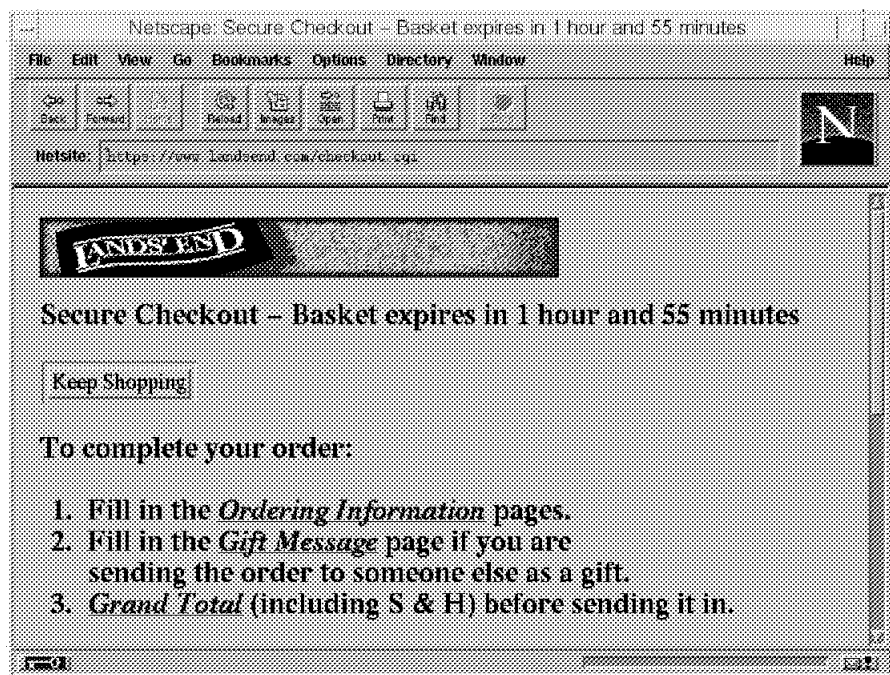 Netscape: Secure Checkout – Basket expires in 1 hour and 55 minutes
File Edit View Go Bookmarks Options Directory Window Help
Back Forward Reload Images Open Print Find
N
Netsite: https://www.landsend.com/checkout.cgi
LANDS' END
Secure Checkout – Basket expires in 1 hour and 55 minutes
Keep Shopping
To complete your order:
1. Fill in the Ordering Information pages.
2. Fill in the Gift Message page if you are
sending the order to someone else as a gift.
3. Grand Total (including S & H) before sending it in.